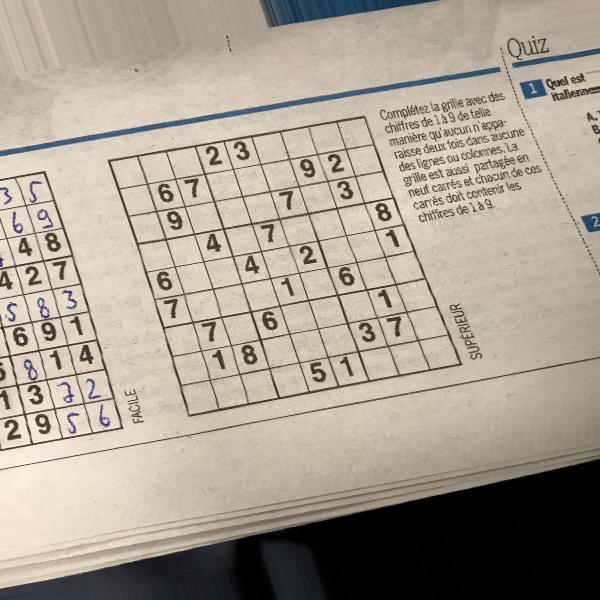 Quiz
1 Quel est
italienne
A.
B.
2
Complétez la grille avec des
chiffres de 1 à 9 de telle
manière qu'aucun n'appa-
raisse deux fois dans aucune
des lignes ou colonnes. La
grille est aussi partagée en
neuf carrés et chacun de ces
carrés doit contenir les
chiffres de 1 à 9.
3 5
6 9
4 8
4 2 7
5 8 3
6 9 1
8 1 4
1 3 7 2
2 9 5 6
FACILE
2 3
6 7 9 2
9 7 3
4 7 8
4 2 1
6 1 6
7 6 1
7 3 7
1 8 5 1
SUPÉRIEUR